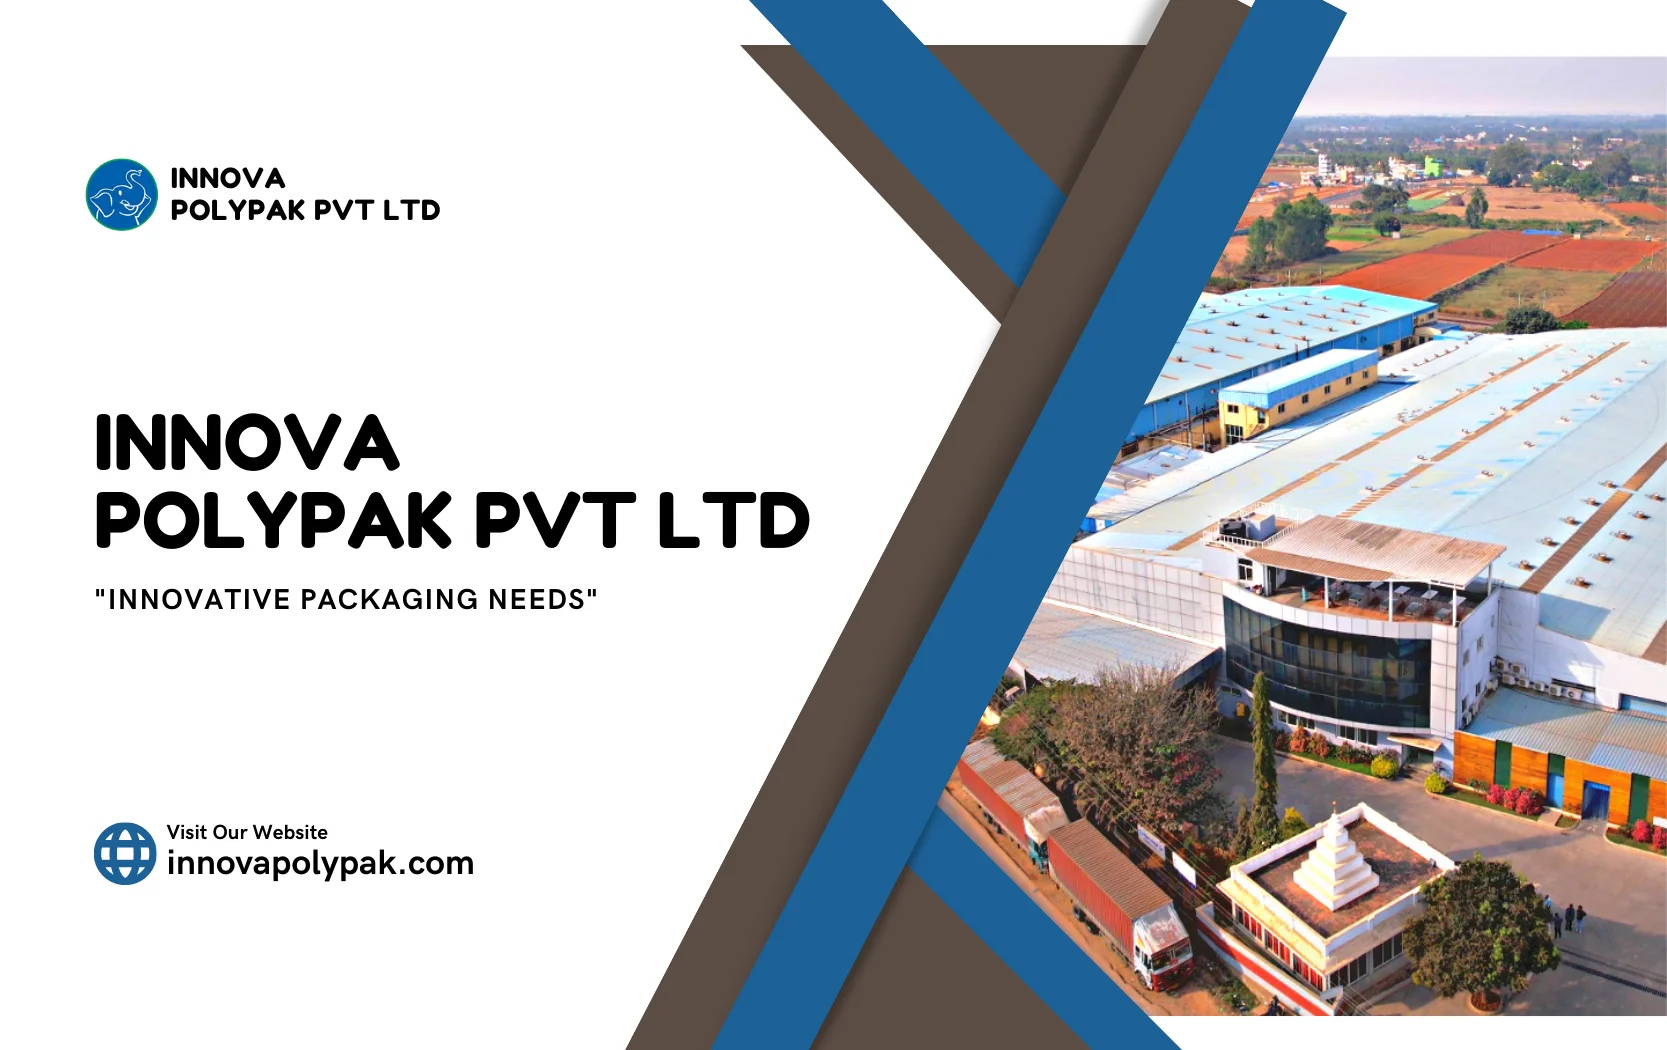 INNOVA
POLYPAK PVT LTD
INNOVA
POLYPAK PVT LTD
"INNOVATIVE PACKAGING NEEDS"
Visit Our Website
innovapolypak.com